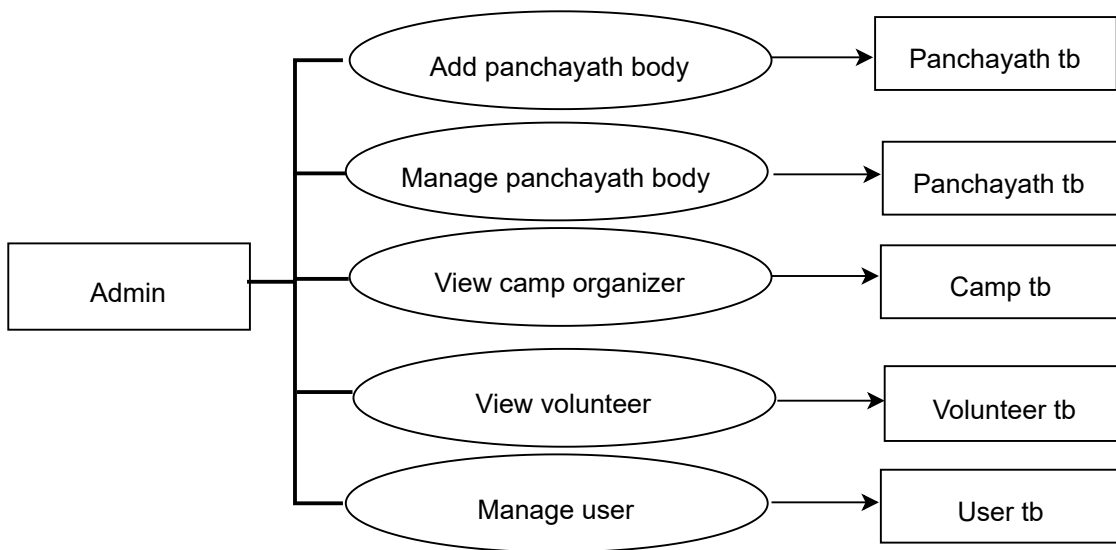 Add panchayath body
Panchayath tb
Manage panchayath body
Panchayath tb
Admin
View camp organizer
Camp tb
View volunteer
Volunteer tb
Manage user
User tb